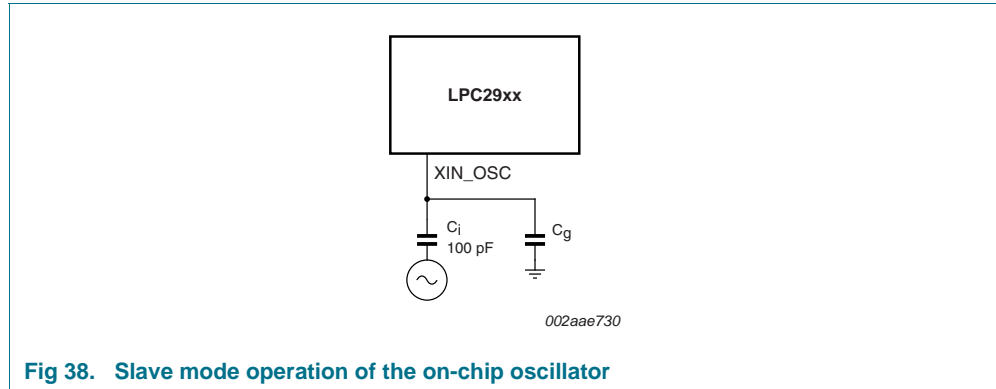 LPC29xx
XIN_OSC
Ci
100 pF
Cg
002aae730
Fig 38. Slave mode operation of the on-chip oscillator